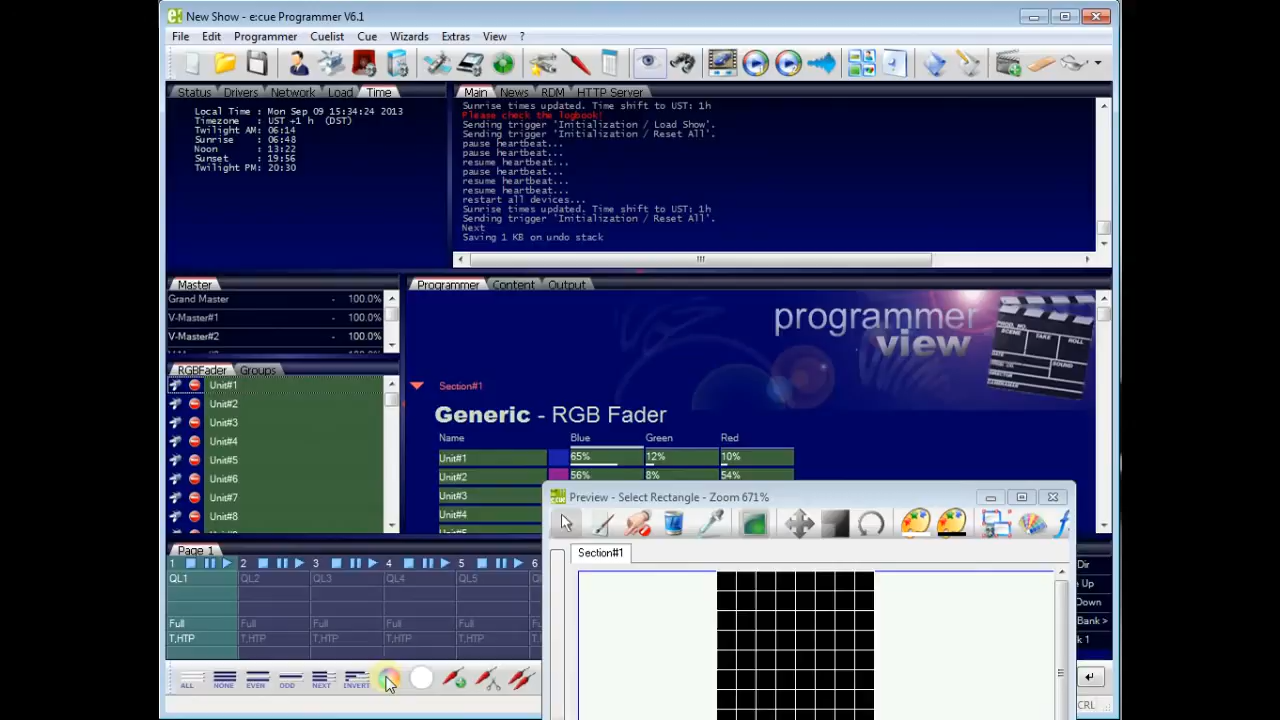 New Show - e:cue Programmer V6.1
File Edit Programmer Cuelist Cue Wizards Extras View ?
Status Drivers Network Load Time
Main News RDM HTTP Server
Local Time : Mon Sep 09 15:34:24 2013
Timezone : UST +1 h (DST)
Twilight AM: 06:14
Sunrise : 06:48
Noon : 13:22
Sunset : 19:56
Twilight PM: 20:30
Sunrise times updated. Time shift to UST: 1h
Please check the logbook!
Sending trigger 'Initialization / Load Show'.
Sending trigger 'Initialization / Reset All'.
pause heartbeat...
pause heartbeat...
resume heartbeat...
pause heartbeat...
resume heartbeat...
resume heartbeat...
restart all devices...
Sunrise times updated. Time shift to UST: 1h
Sending trigger 'Initialization / Reset All'.
Next
Saving 1 KB on undo stack
Master
Grand Master - 100.0%
V-Master#1 - 100.0%
V-Master#2 - 100.0%
RGBFader Groups
Unit#1
Unit#2
Unit#3
Unit#4
Unit#5
Unit#6
Unit#7
Unit#8
Programmer Content Output
programmer
view
Section#1
Generic - RGB Fader
Name Blue Green Red
Unit#1 65% 12% 10%
Unit#2 56% 8% 54%
Unit#3
Unit#4
Preview - Select Rectangle - Zoom 671%
Section#1
Page 1
1 2 3 4 5 6
QL1 QL2 QL3 QL4 QL5 QL6
Full Full Full Full Full
T,HTP T,HTP T,HTP T,HTP T,HTP
Dir
Up
Down
Bank >
k 1
ALL NONE EVEN ODD NEXT INVERT
CRL